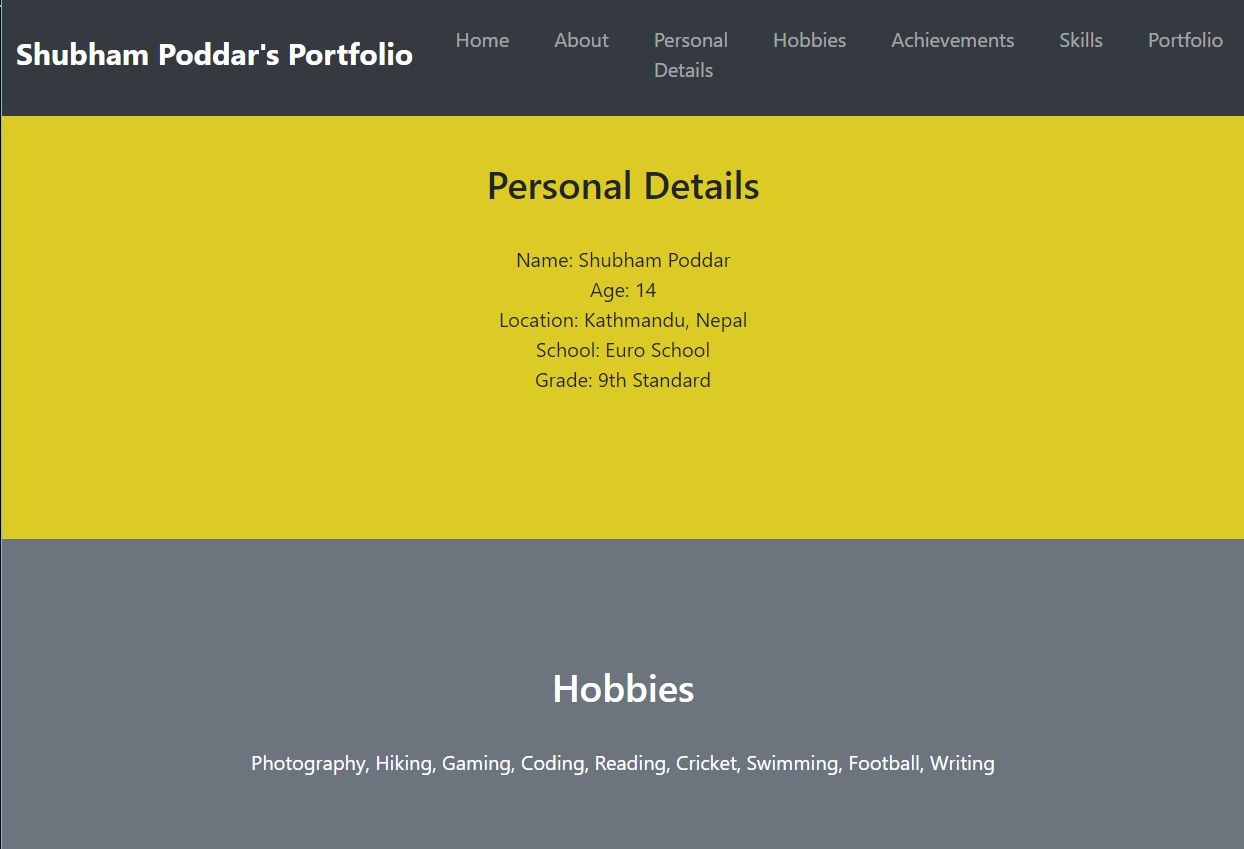 Shubham Poddar's Portfolio
Home
About
Personal
Details
Hobbies
Achievements
Skills
Portfolio
Personal Details
Name: Shubham Poddar
Age: 14
Location: Kathmandu, Nepal
School: Euro School
Grade: 9th Standard
Hobbies
Photography, Hiking, Gaming, Coding, Reading, Cricket, Swimming, Football, Writing